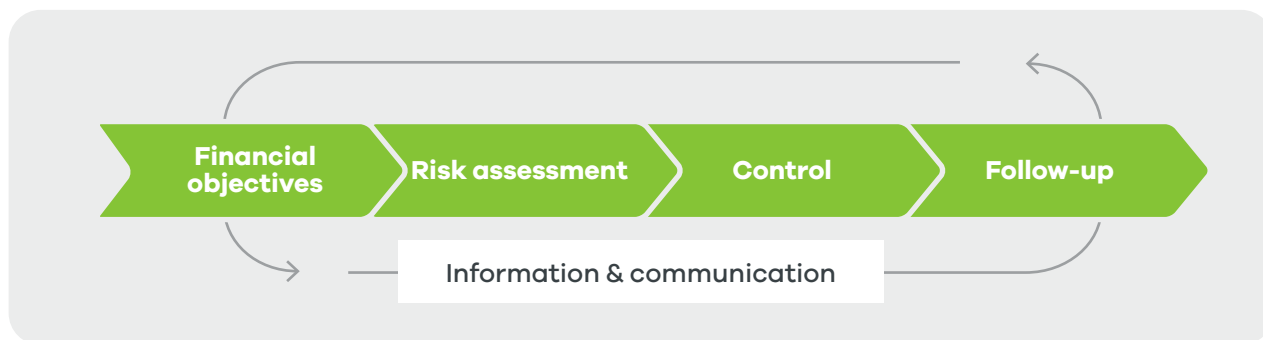 Financial
objectives
Risk assessment
Control
Follow-up
Information & communication